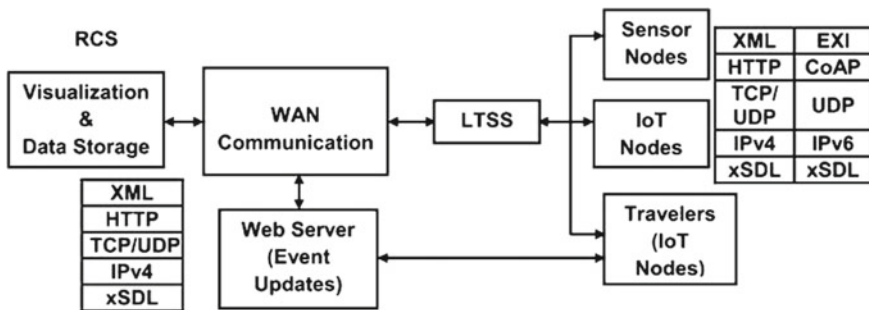 RCS
Visualization
&
Data Storage
WAN
Communication
LTSS
Sensor
Nodes
IoT
Nodes
Travelers
(IoT
Nodes)
Web Server
(Event
Updates)
XML
HTTP
TCP/UDP
IPv4
xSDL
XML EXI
HTTP CoAP
TCP/
UDP UDP
IPv4 IPv6
xSDL xSDL